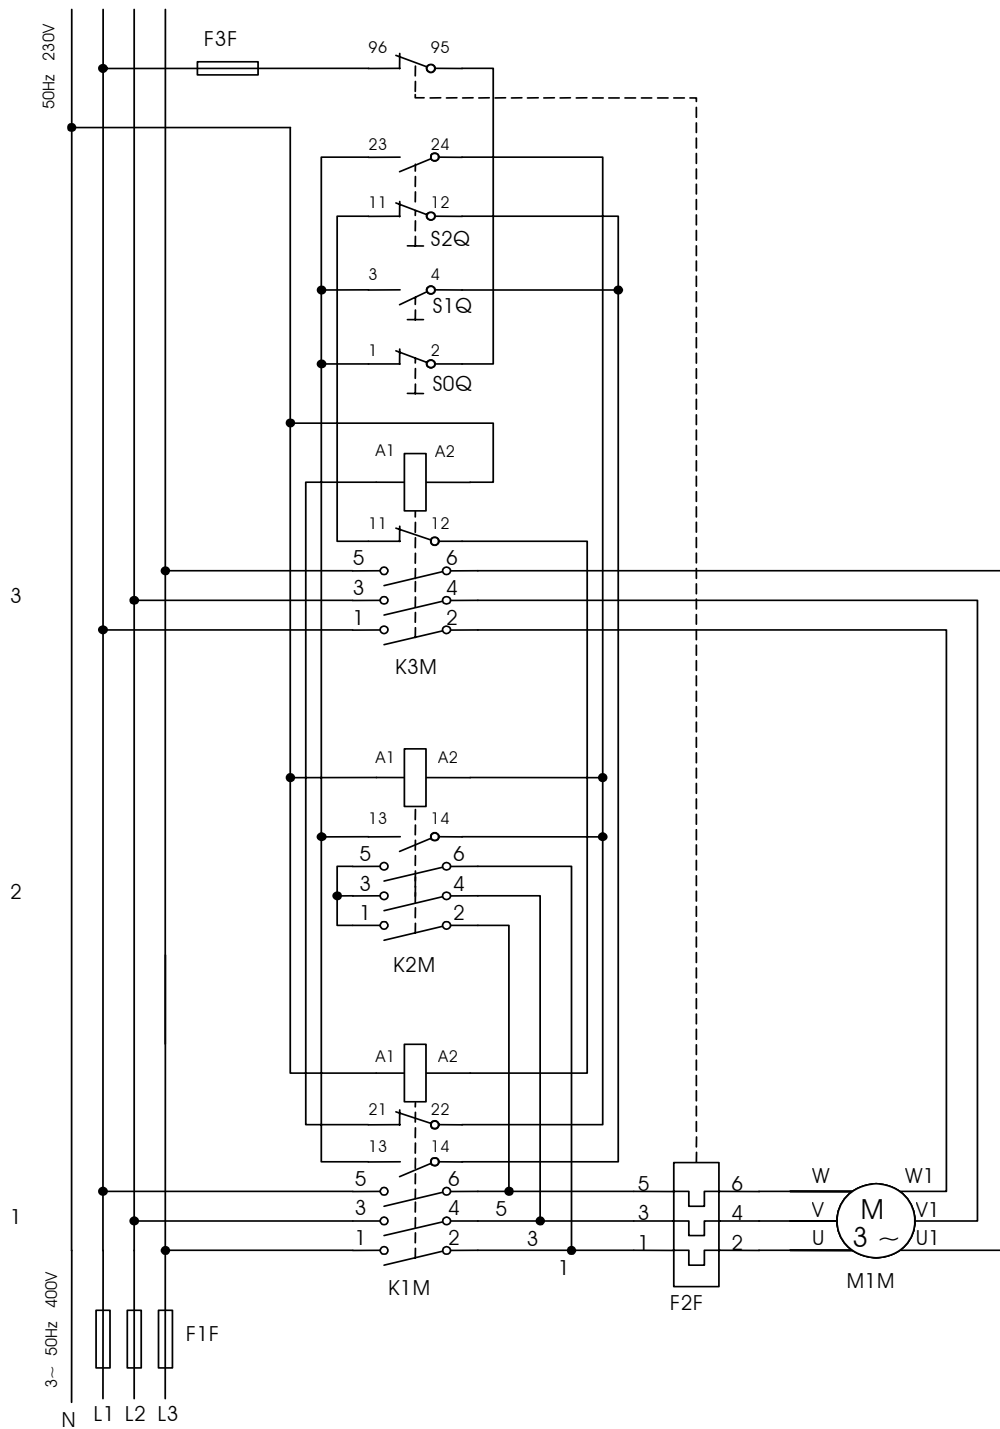 50Hz 230V
F3F
96 95
23 24
11 12
S2Q
3 4
S1Q
1 2
S0Q
A1 A2
11 12
5 6
3 4
1 2
K3M
3
A1 A2
13 14
5 6
3 4
1 2
K2M
2
A1 A2
21 22
13 14
5 6
3 4
1 2
K1M
1
5
3
1
5 6
3 4
1 2
F2F
W W1
V V1
U U1
M
3 ~
M1M
3~ 50Hz 400V
F1F
N L1 L2 L3